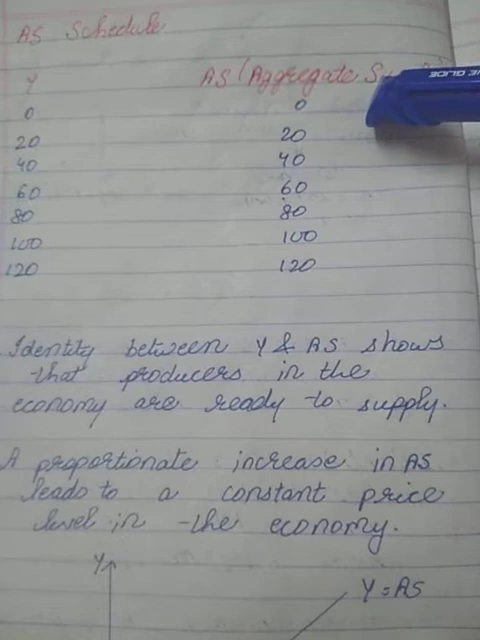 AS Schedule
Y AS (Aggregate
0 0
20 20
40 40
60 60
80 80
100 100
120 120
Identity between Y & AS shows
that producers in the
economy are ready to supply.
A proportionate increase in AS
leads to a constant price
level in the economy.
Y
Y = AS